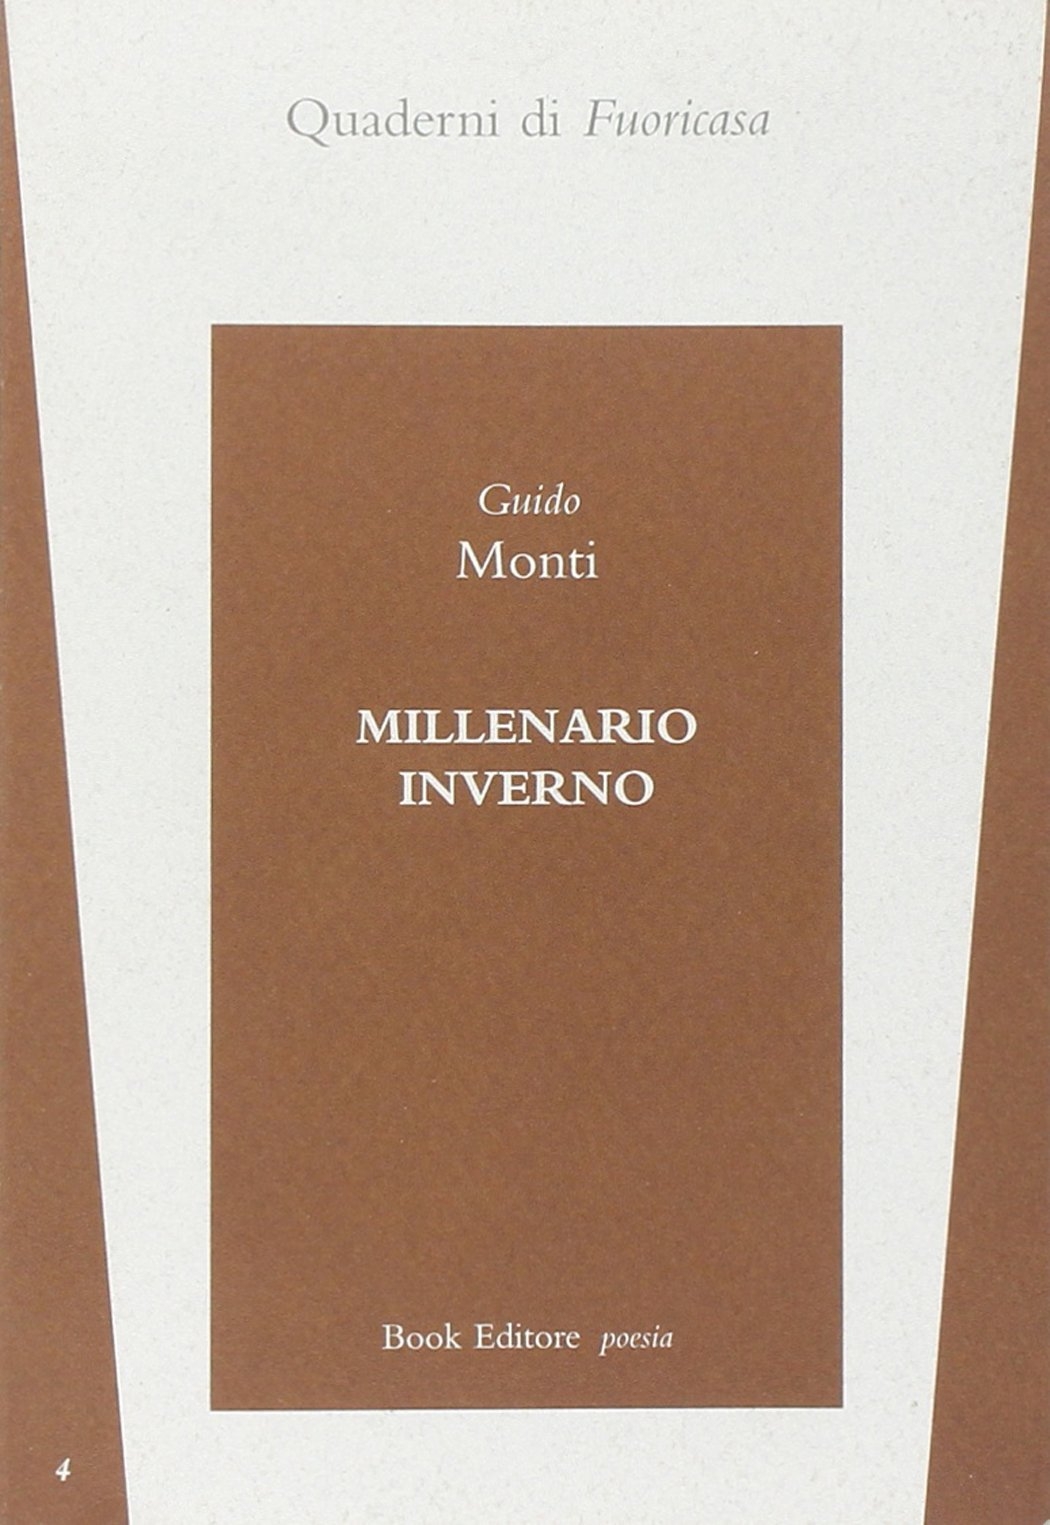 Quaderni di Fuoricasa
Guido
Monti
MILLENARIO
INVERNO
Book Editore poesia
4